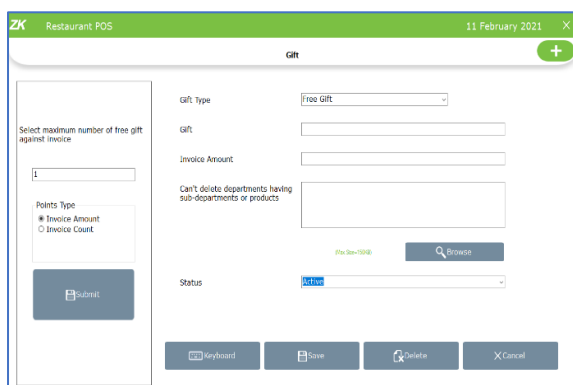 ZK Restaurant POS 11 February 2021 X
Gift
+
Select maximum number of free gift
against invoice
1
Points Type
Invoice Amount
Invoice Count
Submit
Gift Type Free Gift
Gift
Invoice Amount
Can't delete departments having
sub-departments or products
Browse
Status Active
Keyboard Save Delete X Cancel